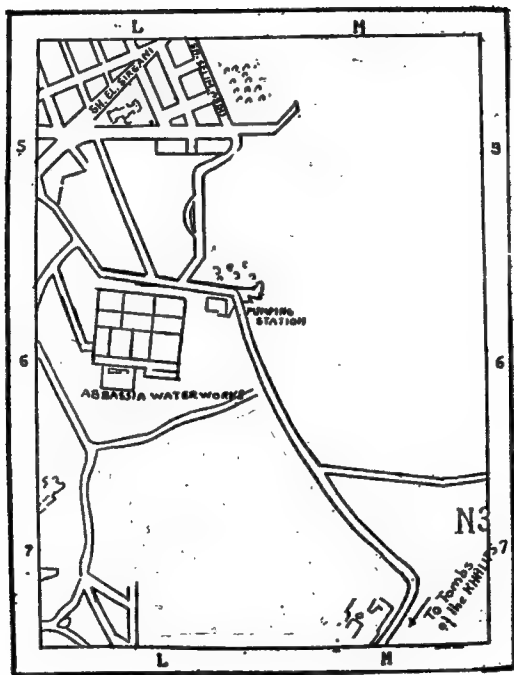 L M
SH. EL. SIRGANI
5 5
PUMPING
STATION
6 6
ABBASSIA WATERWORKS
N3
7 7
To Tombs
of the KHALIFS
L M